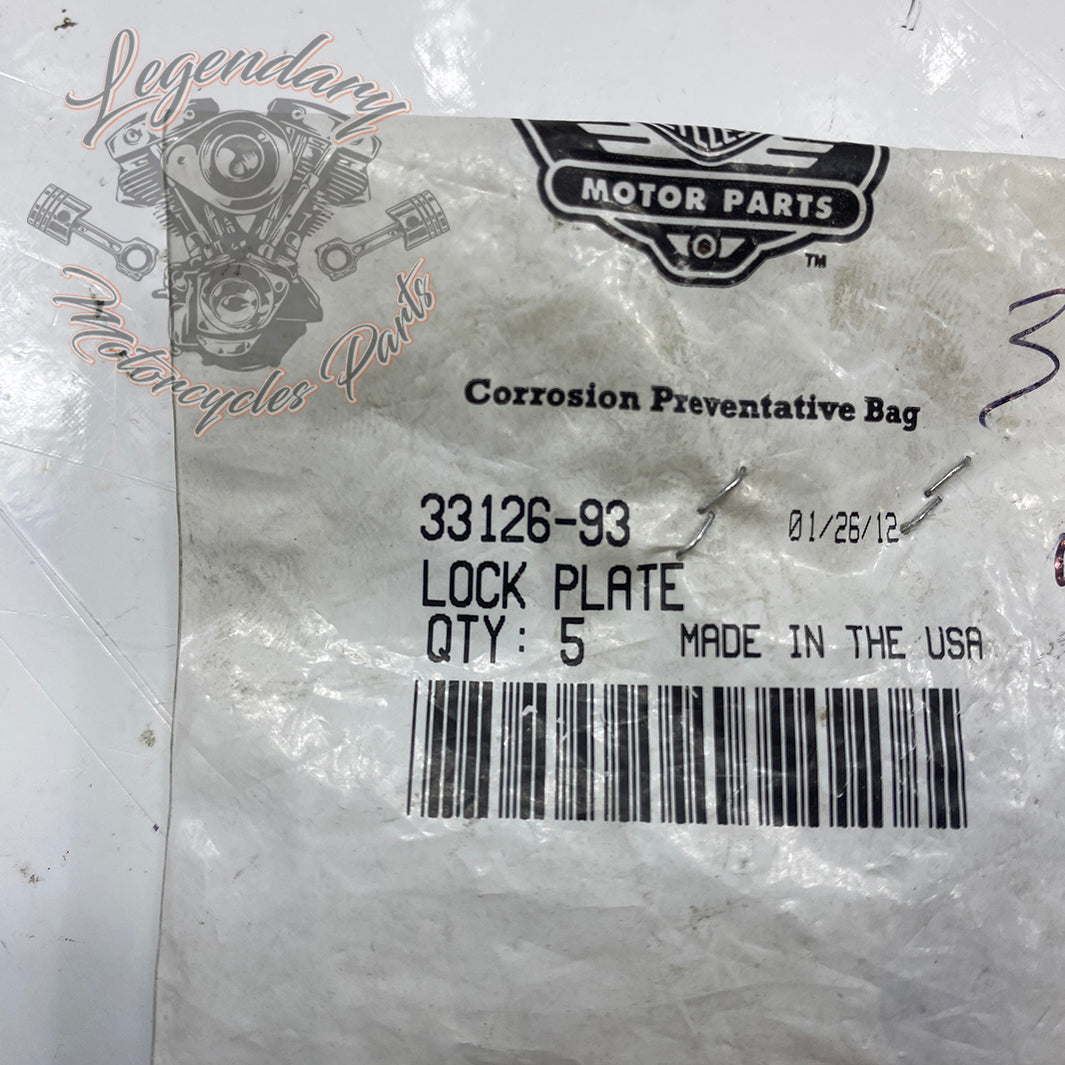 Legendary
Motorcycles Parts
MOTOR PARTS
TM
3
Corrosion Preventative Bag
33126-93
01/26/12
LOCK PLATE
QTY: 5
MADE IN THE USA